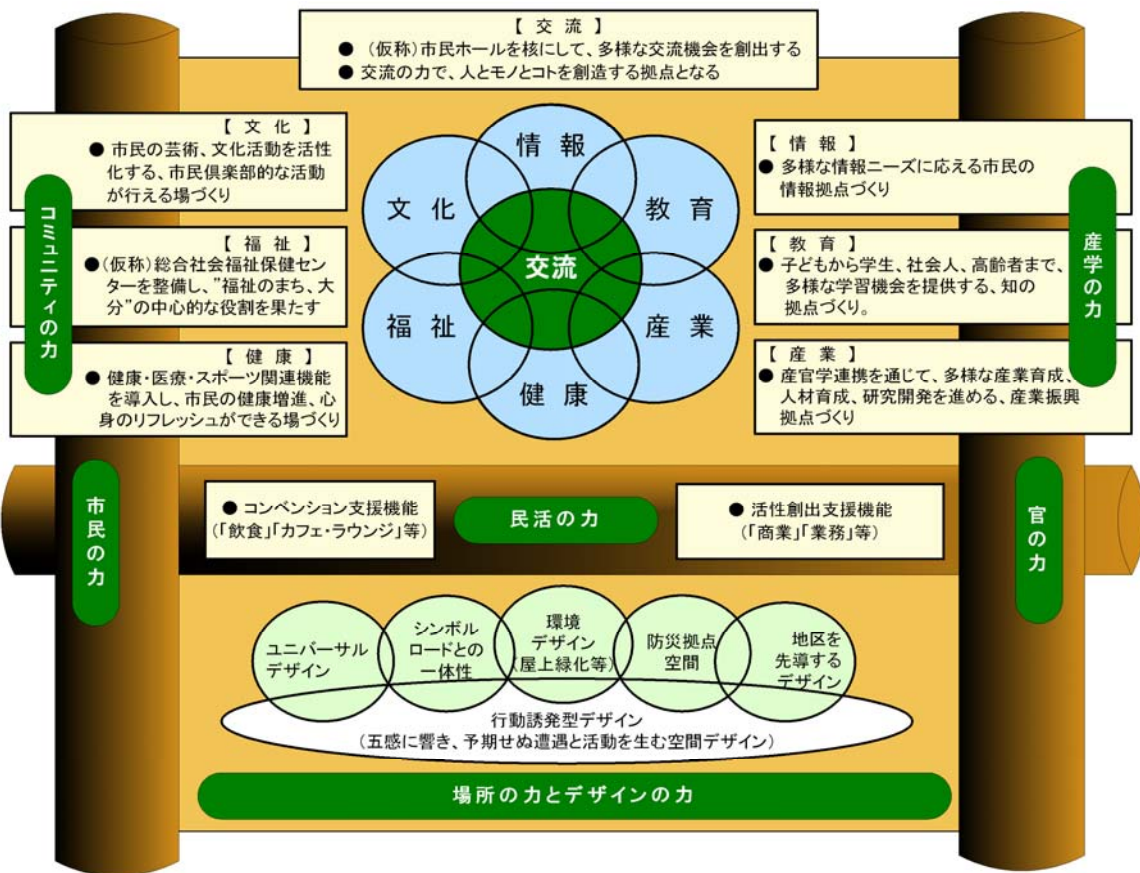 【 交 流 】
● (仮称)市民ホールを核にして、多様な交流機会を創出する
● 交流の力で、人とモノとコトを創造する拠点となる
【 文 化 】
● 市民の芸術、文化活動を活性
化する、市民倶楽部的な活動
が行える場づくり
【 福 祉 】
●(仮称)総合社会福祉保健セン
ターを整備し、”福祉のまち、大
分”の中心的な役割を果たす
【 健 康 】
● 健康・医療・スポーツ関連機能
を導入し、市民の健康増進、心
身のリフレッシュができる場づくり
コミュニティの力
情 報
文 化
教 育
交流
福 祉
産 業
健 康
【 情 報 】
● 多様な情報ニーズに応える市民の
情報拠点づくり
【 教 育 】
● 子どもから学生、社会人、高齢者まで、
多様な学習機会を提供する、知の
拠点づくり。
【 産 業 】
● 産官学連携を通じて、多様な産業育成、
人材育成、研究開発を進める、産業振興
拠点づくり
産学の力
市民の力
● コンベンション支援機能
(「飲食」「カフェ・ラウンジ」等)
民活の力
● 活性創出支援機能
(「商業」「業務」等)
官の力
ユニバーサル
デザイン
シンボル
ロードとの
一体性
環境
デザイン
(屋上緑化等)
防災拠点
空間
地区を
先導する
デザイン
行動誘発型デザイン
(五感に響き、予期せぬ遭遇と活動を生む空間デザイン)
場所の力とデザインの力